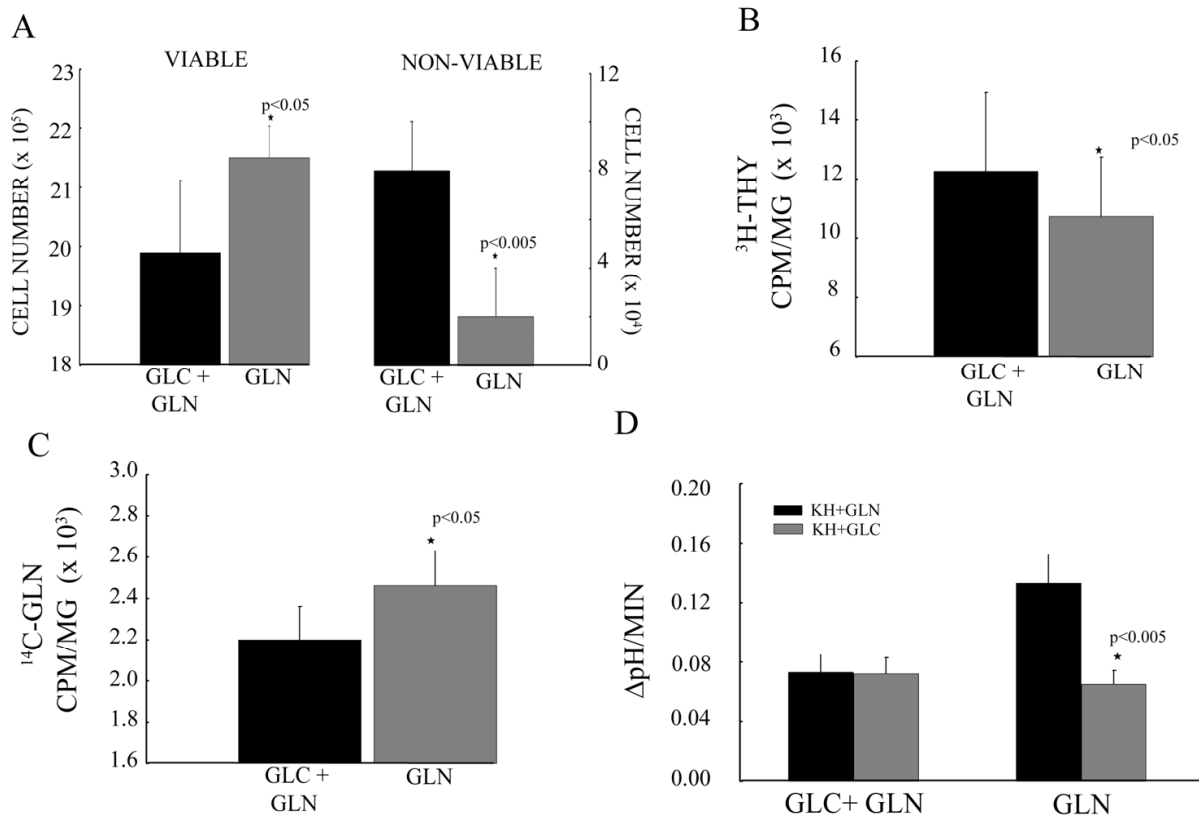 A
VIABLE
NON-VIABLE
CELL NUMBER (x 10⁵)
23
22
21
20
19
18
p<0.05
*
p<0.005
*
12
8
4
0
CELL NUMBER (x 10⁴)
GLC +
GLN
GLN
GLC +
GLN
GLN
B
³H-THY
CPM/MG (x 10³)
16
14
12
10
8
6
* p<0.05
GLC +
GLN
GLN
C
¹⁴C-GLN
CPM/MG (x 10³)
3.0
2.8
2.6
2.4
2.2
2.0
1.8
1.6
p<0.05
*
GLC +
GLN
GLN
D
ΔpH/MIN
0.20
0.16
0.12
0.08
0.04
0.00
KH+GLN
KH+GLC
p<0.005
*
GLC+ GLN
GLN